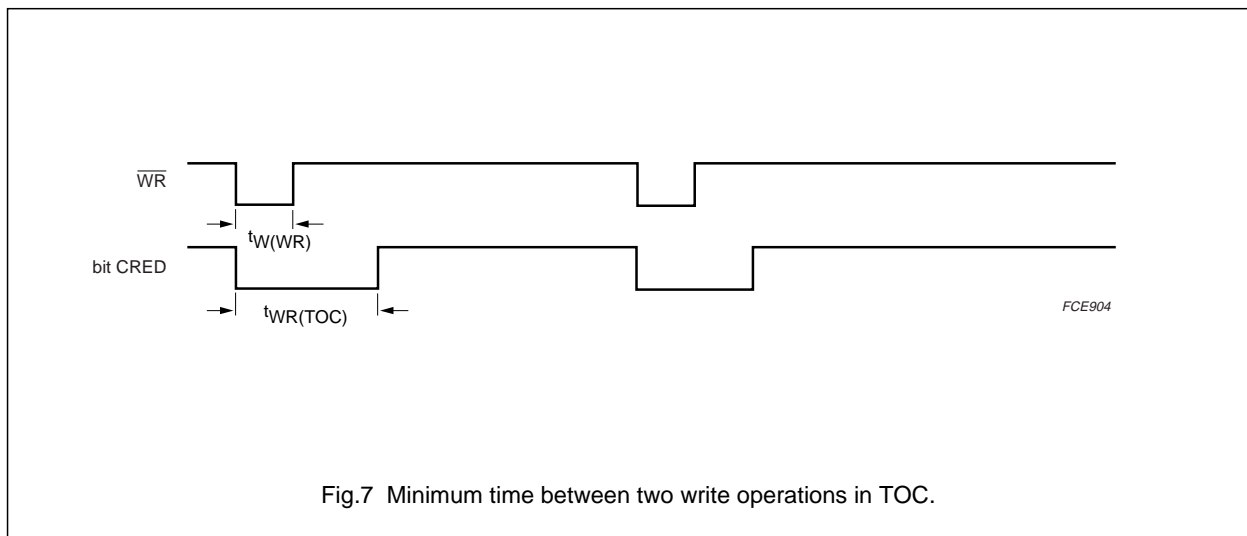 WR
tW(WR)
bit CRED
tWR(TOC)
FCE904
Fig.7 Minimum time between two write operations in TOC.